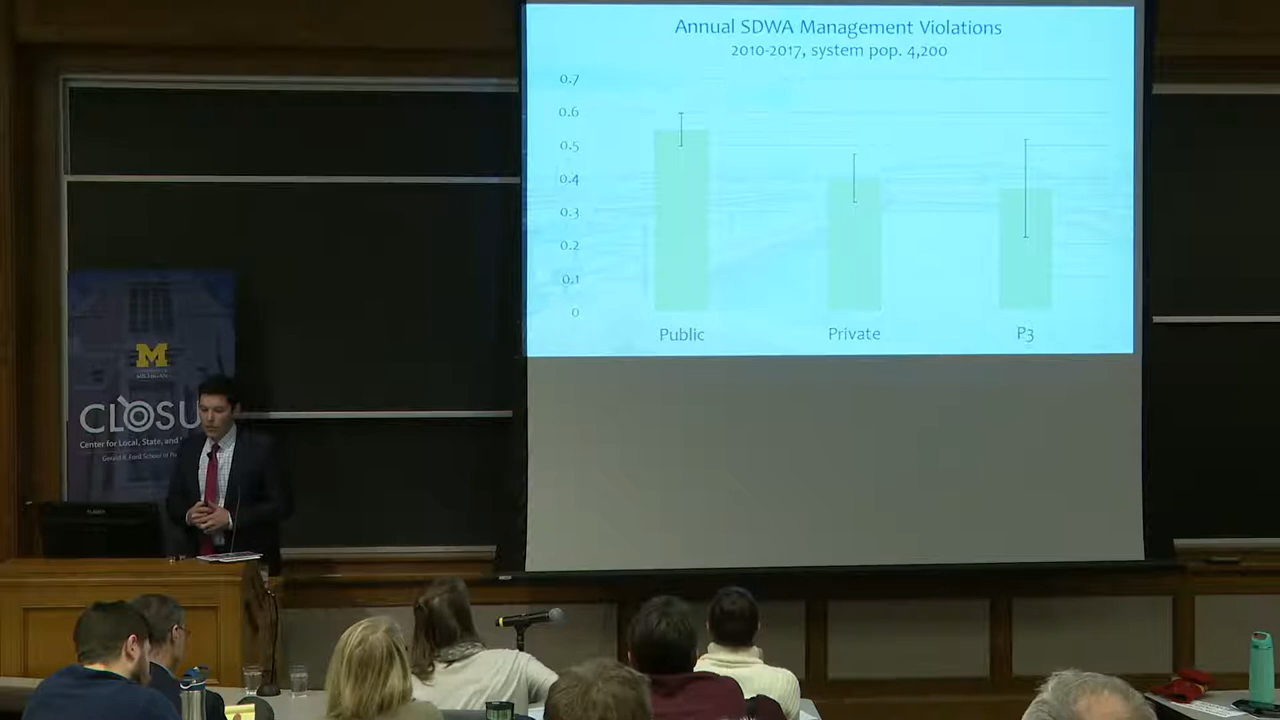 Annual SDWA Management Violations
2010-2017, system pop. 4,200
0.7
0.6
0.5
0.4
0.3
0.2
0.1
0
Public
Private
P3
M
MICHIGAN
CLOSU
Center for Local, State, and
Gerald R. Ford School of Pu